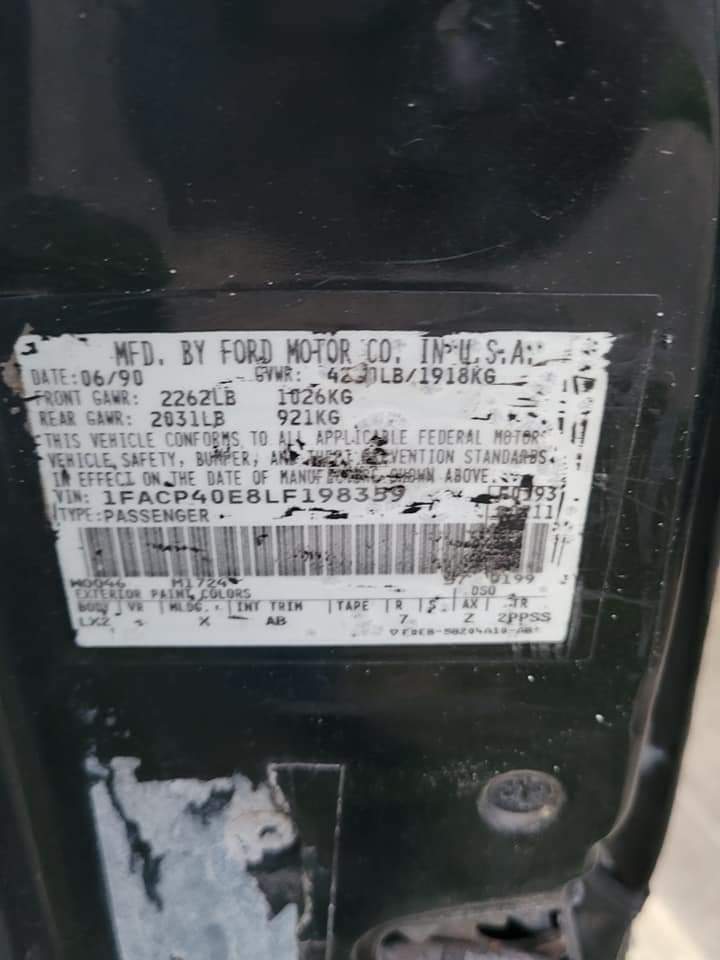 MFD. BY FORD MOTOR CO. IN U.S.A.
DATE: 06/90 GVWR: LB/1918KG
FRONT GAWR: 2262LB 1026KG
REAR GAWR: 2031LB 921KG
THIS VEHICLE CONFORMS TO ALL APPLICABLE FEDERAL MOTOR
VEHICLE SAFETY, BUMPER, AND THEFT PREVENTION STANDARDS
IN EFFECT ON THE DATE OF MANUFACTURE SHOWN ABOVE.
VIN: 1FACP40E8LF198359
TYPE: PASSENGER
EXTERIOR PAINT COLORS DSO
BODY VR MLDG. INT TRIM TAPE R S AX TR
LX2 X AB 7 Z 2PPSS